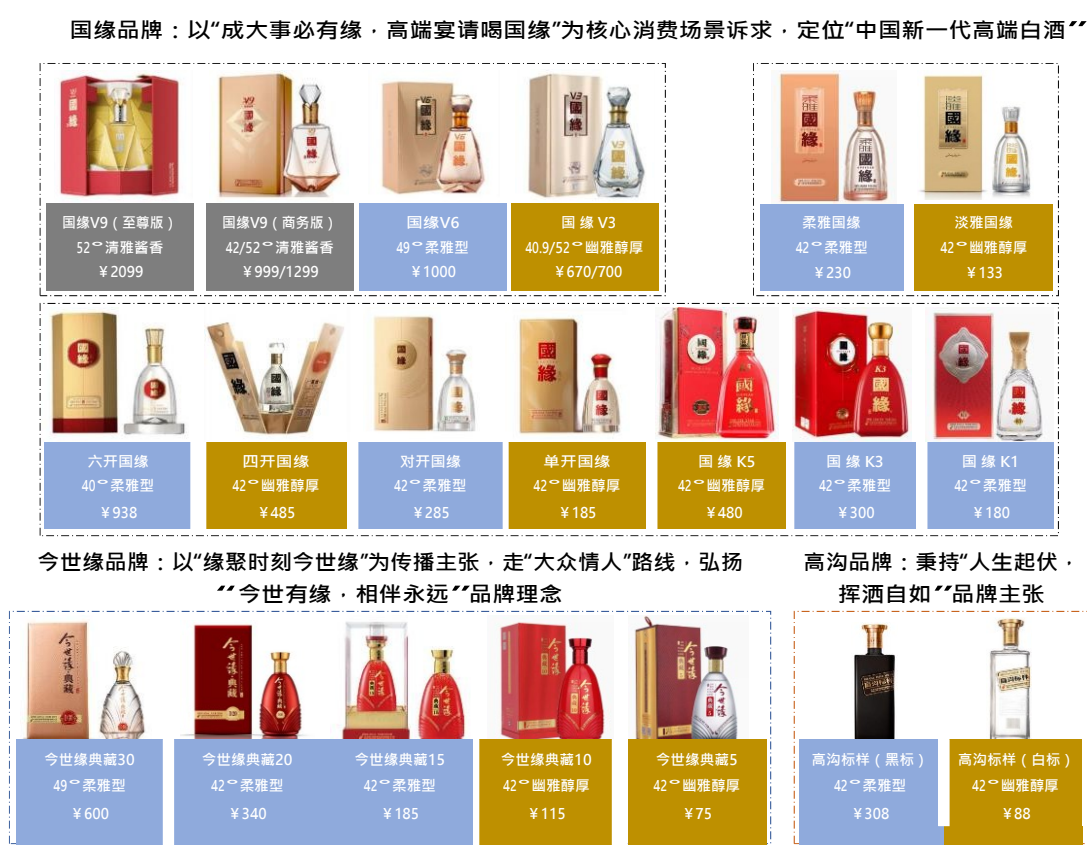 国缘品牌：以“成大事必有缘，高端宴请喝国缘”为核心消费场景诉求，定位“中国新一代高端白酒”
国缘V9（至尊版）
52°清雅酱香
￥2099
国缘V9（商务版）
42/52°清雅酱香
￥999/1299
国缘V6
49°柔雅型
￥1000
国缘V3
40.9/52°幽雅醇厚
￥670/700
柔雅国缘
42°柔雅型
￥230
淡雅国缘
42°幽雅醇厚
￥133
六开国缘
40°柔雅型
￥938
四开国缘
42°幽雅醇厚
￥485
对开国缘
42°柔雅型
￥285
单开国缘
42°幽雅醇厚
￥185
国缘K5
42°幽雅醇厚
￥480
国缘K3
42°柔雅型
￥300
国缘K1
42°柔雅型
￥180
今世缘品牌：以“缘聚时刻今世缘”为传播主张，走“大众情人”路线，弘扬
“今世有缘，相伴永远”品牌理念
高沟品牌：秉持“人生起伏，
挥洒自如”品牌主张
今世缘典藏30
49°柔雅型
￥600
今世缘典藏20
42°柔雅型
￥340
今世缘典藏15
42°柔雅型
￥185
今世缘典藏10
42°幽雅醇厚
￥115
今世缘典藏5
42°幽雅醇厚
￥75
高沟标样（黑标）
42°柔雅型
￥308
高沟标样（白标）
42°幽雅醇厚
￥88